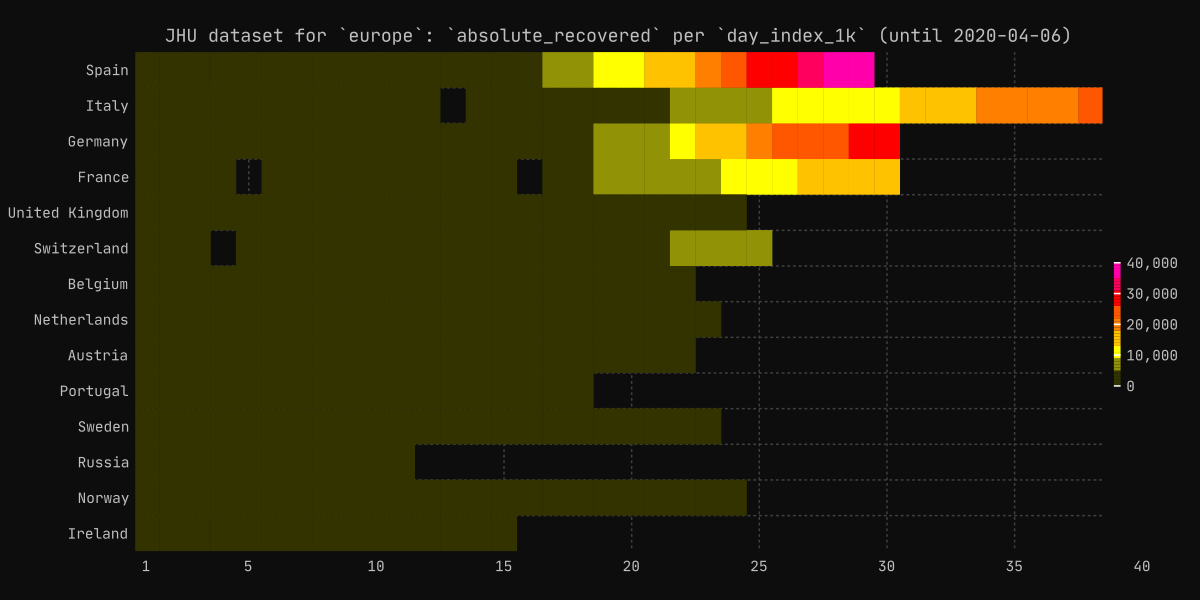 JHU dataset for `europe`: `absolute_recovered` per `day_index_1k` (until 2020-04-06)
Spain
Italy
Germany
France
United Kingdom
Switzerland
Belgium
Netherlands
Austria
Portugal
Sweden
Russia
Norway
Ireland
40,000
30,000
20,000
10,000
0
1 5 10 15 20 25 30 35 40